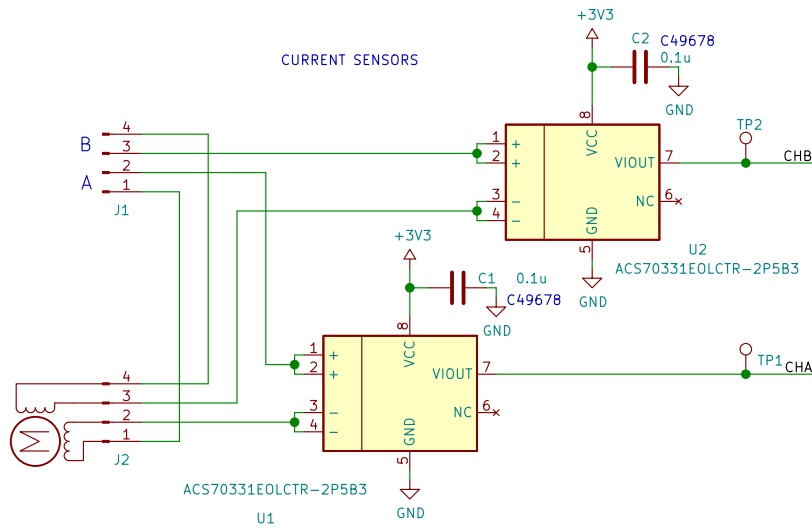 +3V3
C2 C49678
0.1u
CURRENT SENSORS
GND
8
TP2
B
4
3
2
A
1
J1
1 + VCC
2 + VIOUT 7 CHB
3 - NC 6
4 - GND
5
U2
ACS70331EOLCTR-2P5B3
GND
+3V3
C1 0.1u
C49678
GND
8
1 + VCC
2 + VIOUT 7
TP1 CHA
3 - NC 6
4 - GND
5
4
3
2
1
M
J2
ACS70331EOLCTR-2P5B3
GND
U1